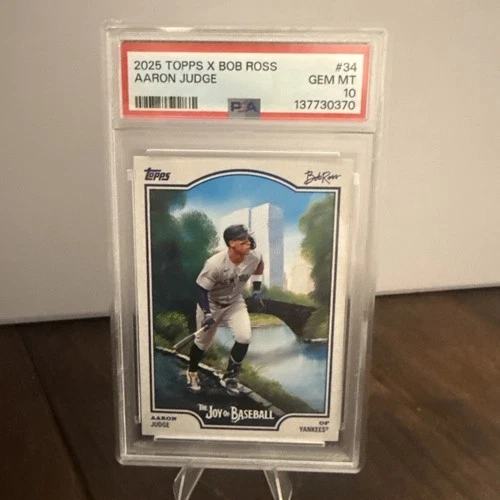 2025 TOPPS X BOB ROSS #34
AARON JUDGE GEM MT
10
PSA 137730370
topps Bob Ross
THE JOY OF BASEBALL
AARON OF
JUDGE YANKEES®